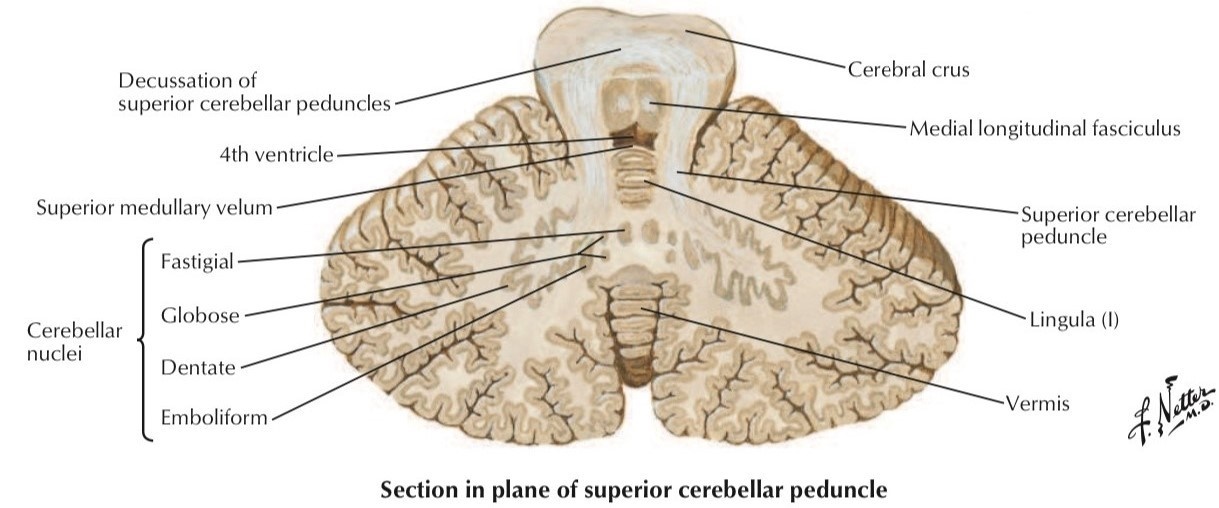 Decussation of
superior cerebellar peduncles
4th ventricle
Superior medullary velum
Cerebellar
nuclei
Fastigial
Globose
Dentate
Emboliform
Cerebral crus
Medial longitudinal fasciculus
Superior cerebellar
peduncle
Lingula (I)
Vermis
F. Netter
M.D.
Section in plane of superior cerebellar peduncle